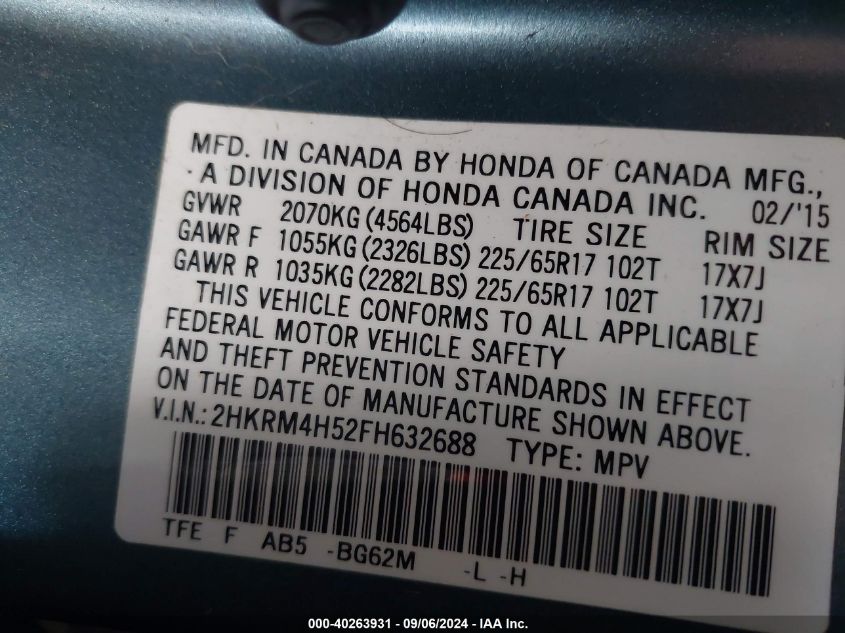 MFD. IN CANADA BY HONDA OF CANADA MFG.,
A DIVISION OF HONDA CANADA INC. 02/'15
GVWR 2070KG (4564LBS) TIRE SIZE RIM SIZE
GAWR F 1055KG (2326LBS) 225/65R17 102T 17X7J
GAWR R 1035KG (2282LBS) 225/65R17 102T 17X7J
THIS VEHICLE CONFORMS TO ALL APPLICABLE
FEDERAL MOTOR VEHICLE SAFETY
AND THEFT PREVENTION STANDARDS IN EFFECT
ON THE DATE OF MANUFACTURE SHOWN ABOVE.
V.I.N.: 2HKRM4H52FH632688 TYPE: MPV
TFE F AB5 -BG62M -L -H
000-40263931 - 09/06/2024 - IAA Inc.